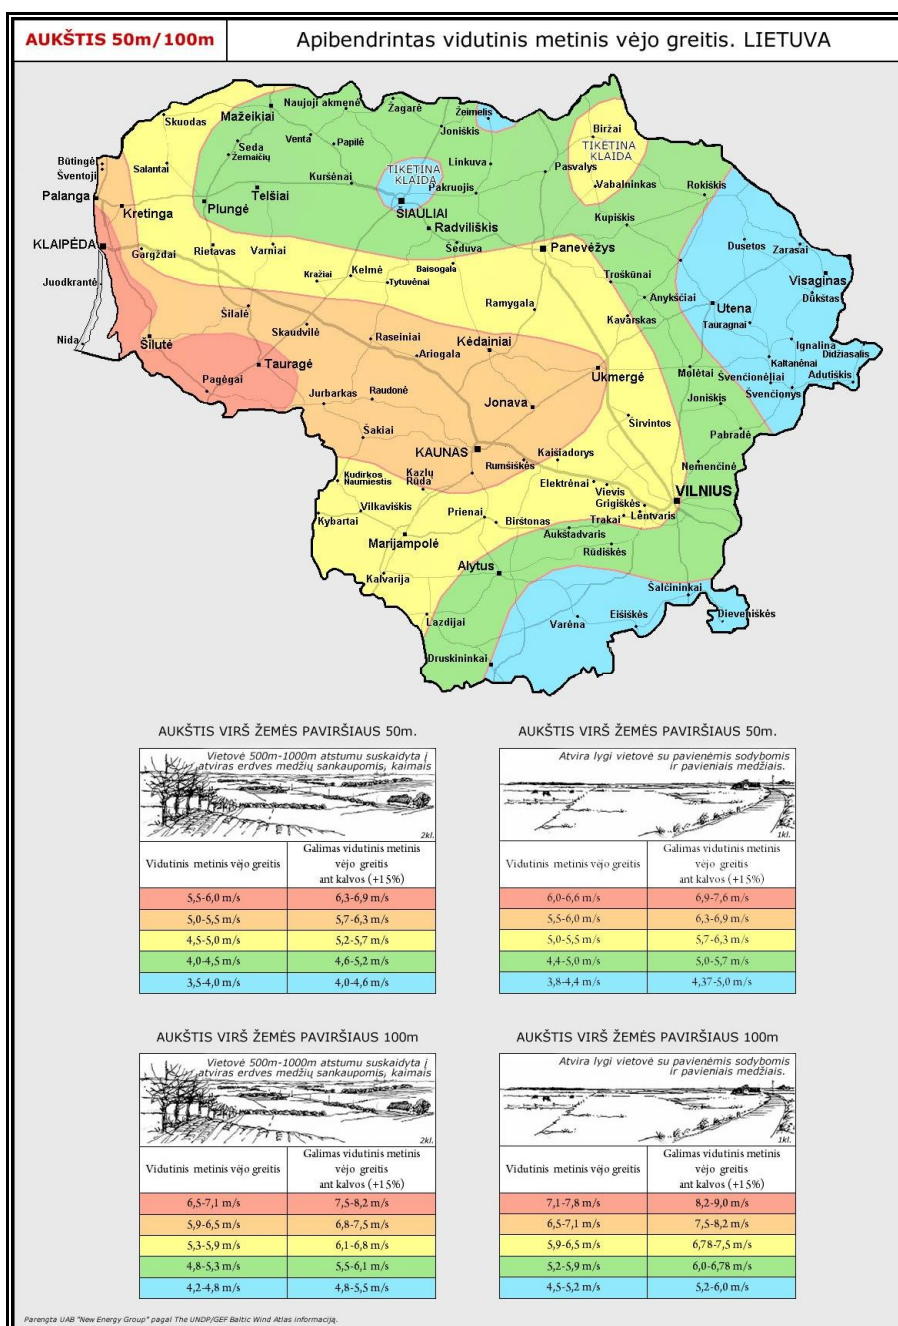 AUKŠTIS 50m/100m
Apibendrintas vidutinis metinis vėjo greitis. LIETUVA
Skuodas
Mažeikiai
Naujoji akmenė
Žagarė
Žeimelis
Joniškis
Biržai
TIKĖTINA
KLAIDA
Seda
Žemaičių
Venta
Papilė
Būtingė
Šventoji
Salantai
Telšiai
Kuršėnai
TIKĖTINA
KLAIDA
Linkuva
Pakruojis
Pasvalys
Vabalninkas
Rokiškis
Palanga
Kretinga
Plungė
ŠIAULIAI
Radviliškis
Kupiškis
KLAIPĖDA
Gargždai
Rietavas
Varniai
Šeduva
Panevėžys
Dusetos
Zarasai
Juodkrantė
Kražiai
Kelmė
Baisogala
Tytuvėnai
Troškūnai
Visaginas
Dūkštas
Ramygala
Anykščiai
Utena
Šilalė
Skaudvilė
Kavarskas
Tauragnai
Nida
Šilutė
Raseiniai
Ariogala
Kėdainiai
Ignalina
Didžiasalis
Tauragė
Kaltanėnai
Adutiškis
Pagėgai
Ukmergė
Molėtai
Švenčionėliai
Švenčionys
Jurbarkas
Raudonė
Jonava
Joniškis
Šakiai
Širvintos
Pabradė
KAUNAS
Rumšiškės
Kaišiadorys
Nemenčinė
Kudirkos
Naumiestis
Kazlų
Rūda
Elektrėnai
Vievis
Grigiškės
VILNIUS
Kybartai
Vilkaviškis
Prienai
Birštonas
Trakai
Lentvaris
Marijampolė
Aukštadvaris
Rūdiškės
Kalvarija
Alytus
Šalčininkai
Lazdijai
Varėna
Eišiškės
Dieveniškės
Druskininkai
AUKŠTIS VIRŠ ŽEMĖS PAVIRŠIAUS 50m.
Vietovė 500m-1000m atstumu suskaidyta į
atviras erdves medžių sankaupomis, kaimais
2kl.
Vidutinis metinis vėjo greitis
Galimas vidutinis metinis
vėjo greitis
ant kalvos (+15%)
5,5-6,0 m/s 6,3-6,9 m/s
5,0-5,5 m/s 5,7-6,3 m/s
4,5-5,0 m/s 5,2-5,7 m/s
4,0-4,5 m/s 4,6-5,2 m/s
3,5-4,0 m/s 4,0-4,6 m/s
AUKŠTIS VIRŠ ŽEMĖS PAVIRŠIAUS 50m.
Atvira lygi vietovė su pavienėmis sodybomis
ir pavieniais medžiais.
1kl.
Vidutinis metinis vėjo greitis
Galimas vidutinis metinis
vėjo greitis
ant kalvos (+15%)
6,0-6,6 m/s 6,9-7,6 m/s
5,5-6,0 m/s 6,3-6,9 m/s
5,0-5,5 m/s 5,7-6,3 m/s
4,4-5,0 m/s 5,0-5,7 m/s
3,8-4,4 m/s 4,37-5,0 m/s
AUKŠTIS VIRŠ ŽEMĖS PAVIRŠIAUS 100m
Vietovė 500m-1000m atstumu suskaidyta į
atviras erdves medžių sankaupomis, kaimais
2kl.
Vidutinis metinis vėjo greitis
Galimas vidutinis metinis
vėjo greitis
ant kalvos (+15%)
6,5-7,1 m/s 7,5-8,2 m/s
5,9-6,5 m/s 6,8-7,5 m/s
5,3-5,9 m/s 6,1-6,8 m/s
4,8-5,3 m/s 5,5-6,1 m/s
4,2-4,8 m/s 4,8-5,5 m/s
AUKŠTIS VIRŠ ŽEMĖS PAVIRŠIAUS 100m
Atvira lygi vietovė su pavienėmis sodybomis
ir pavieniais medžiais.
1kl.
Vidutinis metinis vėjo greitis
Galimas vidutinis metinis
vėjo greitis
ant kalvos (+15%)
7,1-7,8 m/s 8,2-9,0 m/s
6,5-7,1 m/s 7,5-8,2 m/s
5,9-6,5 m/s 6,78-7,5 m/s
5,2-5,9 m/s 6,0-6,78 m/s
4,5-5,2 m/s 5,2-6,0 m/s
Parengta UAB "New Energy Group" pagal The UNDP/GEF Baltic Wind Atlas informaciją.